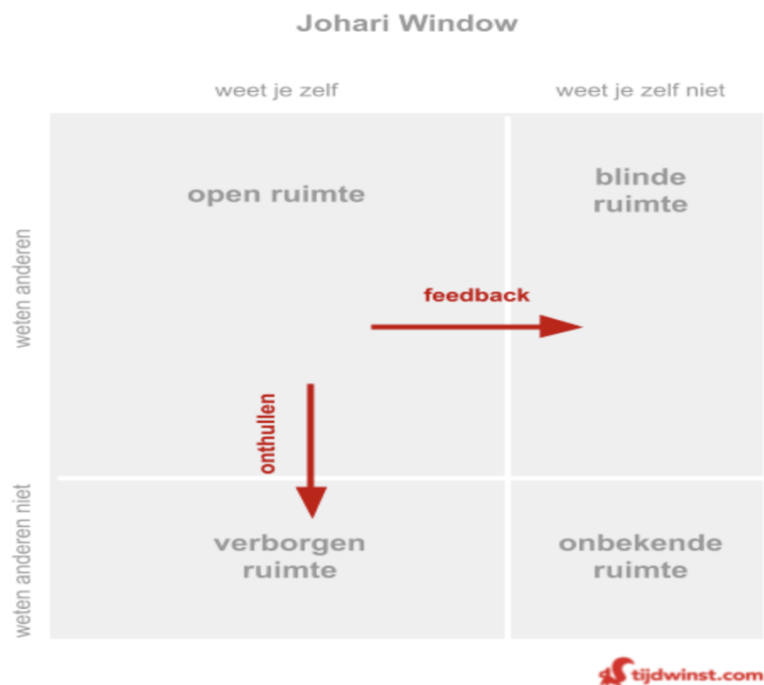 Johari Window
weet je zelf
weet je zelf niet
weten anderen
open ruimte
blinde
ruimte
feedback
onthullen
weten anderen niet
verborgen
ruimte
onbekende
ruimte
tijdwinst.com